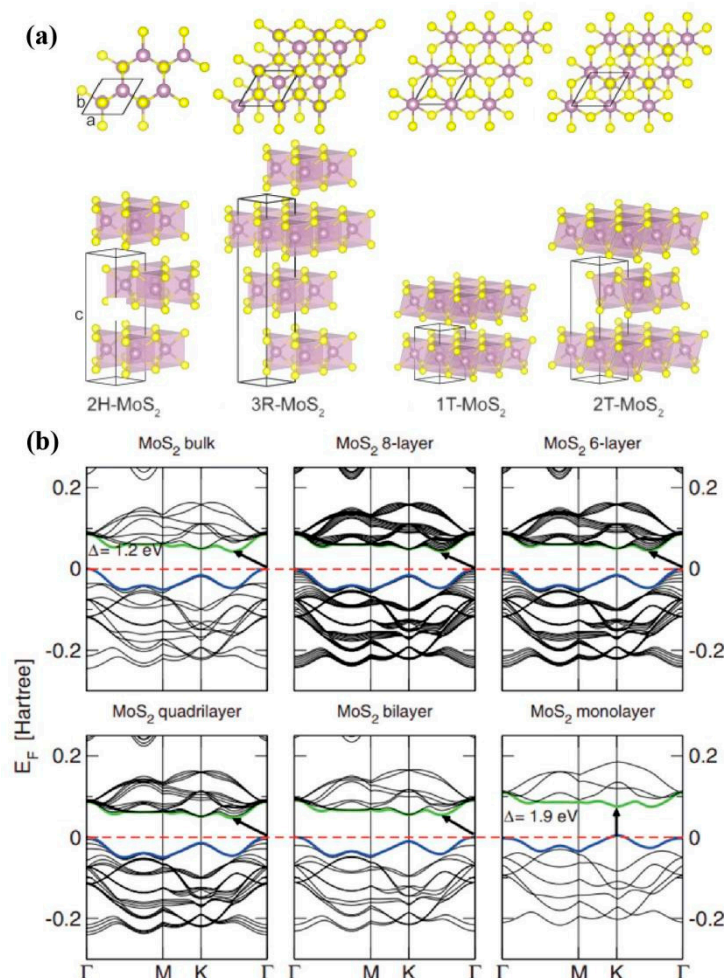 (a)
b
a
c
2H-MoS₂ 3R-MoS₂ 1T-MoS₂ 2T-MoS₂
(b)
MoS₂ bulk MoS₂ 8-layer MoS₂ 6-layer
0.2 0.2
Δ= 1.2 eV
0 0
-0.2 -0.2
MoS₂ quadrilayer MoS₂ bilayer MoS₂ monolayer
E_F [Hartree]
0.2 0.2
Δ= 1.9 eV
0 0
-0.2 -0.2
Γ M K Γ Γ M K Γ Γ M K Γ